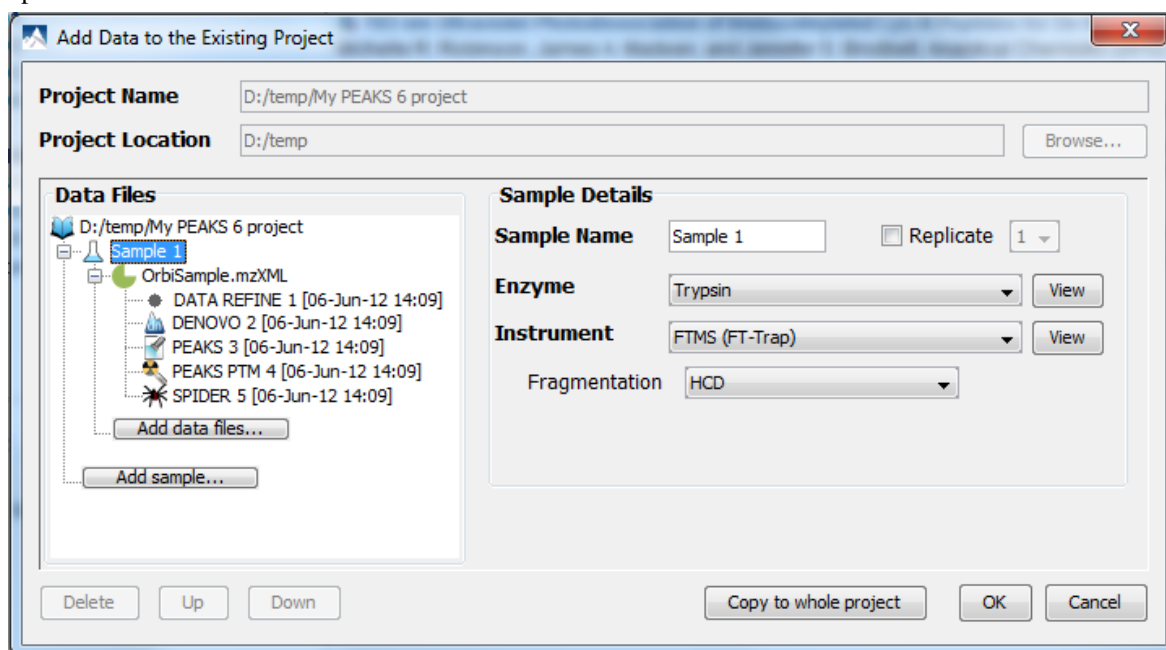 Add Data to the Existing Project
Project Name D:/temp/My PEAKS 6 project
Project Location D:/temp Browse...
Data Files
D:/temp/My PEAKS 6 project
Sample 1
OrbiSample.mzXML
DATA REFINE 1 [06-Jun-12 14:09]
DENOVO 2 [06-Jun-12 14:09]
PEAKS 3 [06-Jun-12 14:09]
PEAKS PTM 4 [06-Jun-12 14:09]
SPIDER 5 [06-Jun-12 14:09]
Add data files...
Add sample...
Sample Details
Sample Name Sample 1 Replicate 1
Enzyme Trypsin View
Instrument FTMS (FT-Trap) View
Fragmentation HCD
Delete Up Down Copy to whole project OK Cancel